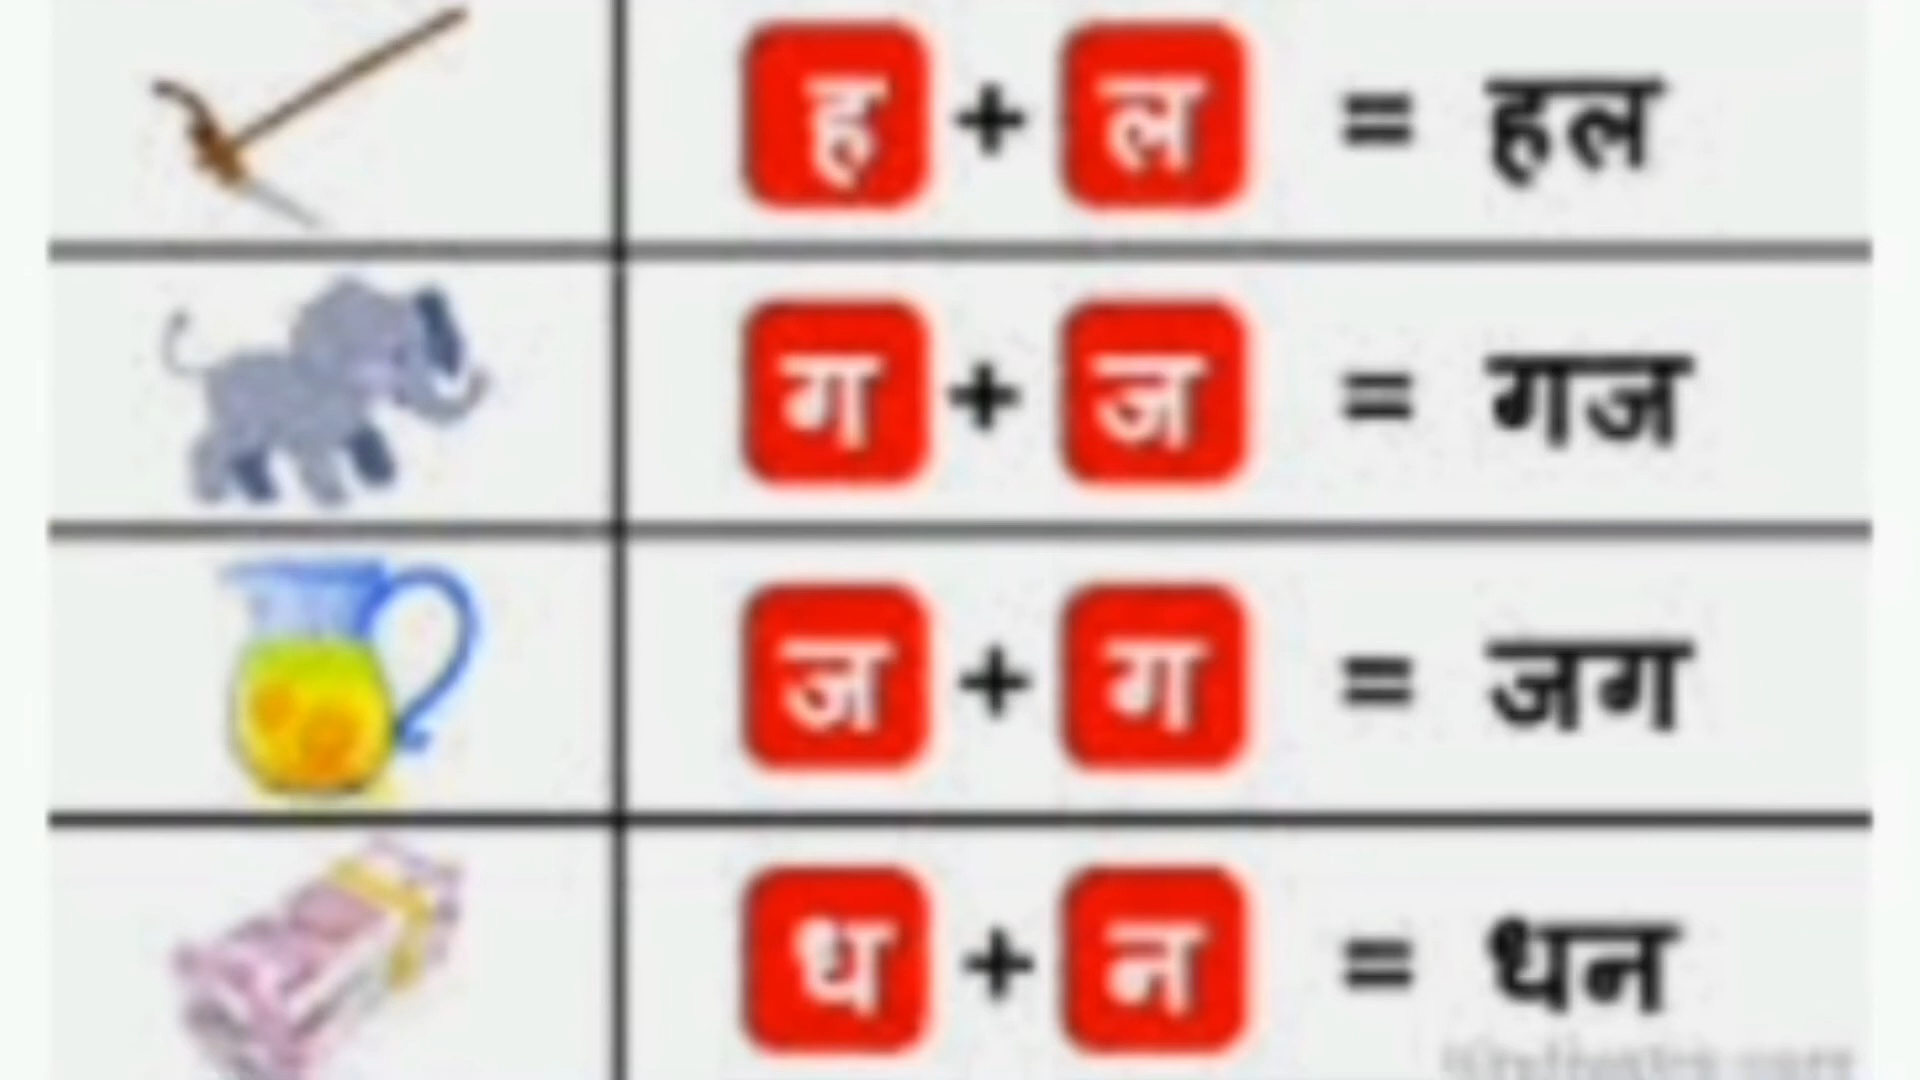 ह + ल = हल
ग + ज = गज
ज + ग = जग
ध + न = धन